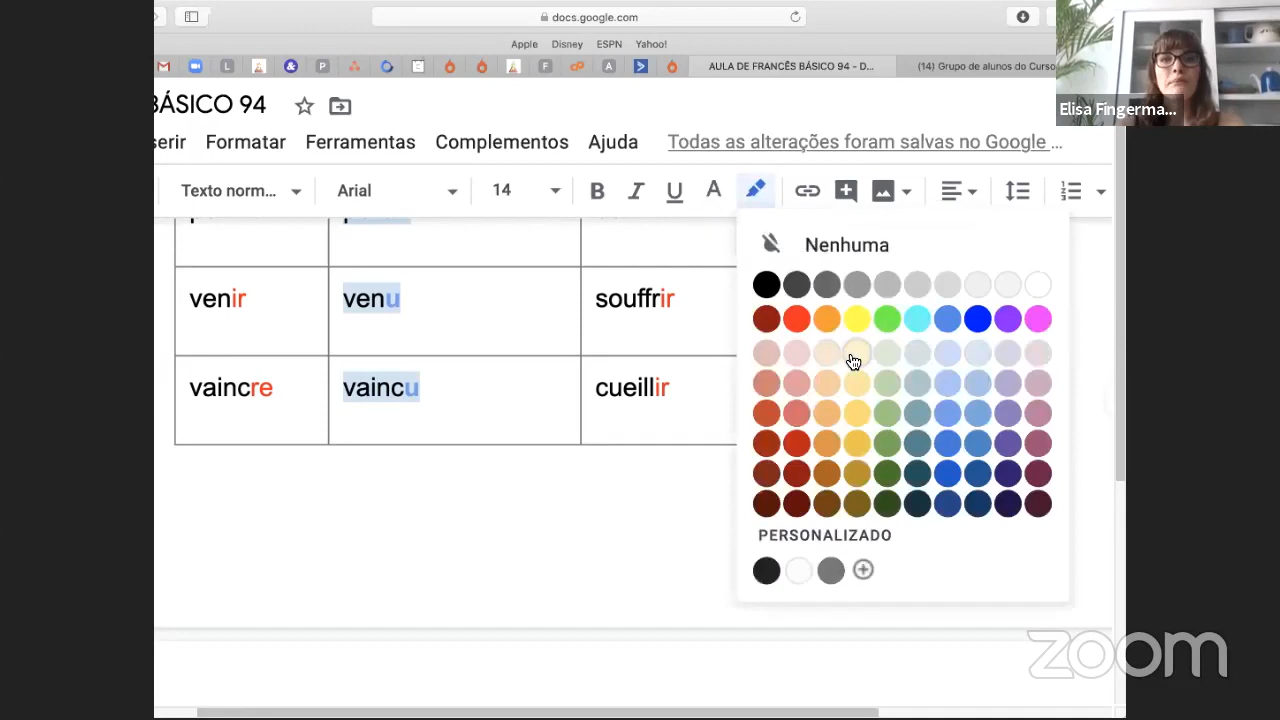 docs.google.com
Apple Disney ESPN Yahoo!
L P F A AULA DE FRANCÊS BÁSICO 94 - D... (14) Grupo de alunos do Curso
Elisa Fingerma...
BÁSICO 94
serir Formatar Ferramentas Complementos Ajuda Todas as alterações foram salvas no Google ...
Texto norm... Arial 14 B I U A
Nenhuma
venir venu souffrir
vaincre vaincu cueillir
PERSONALIZADO
zoom